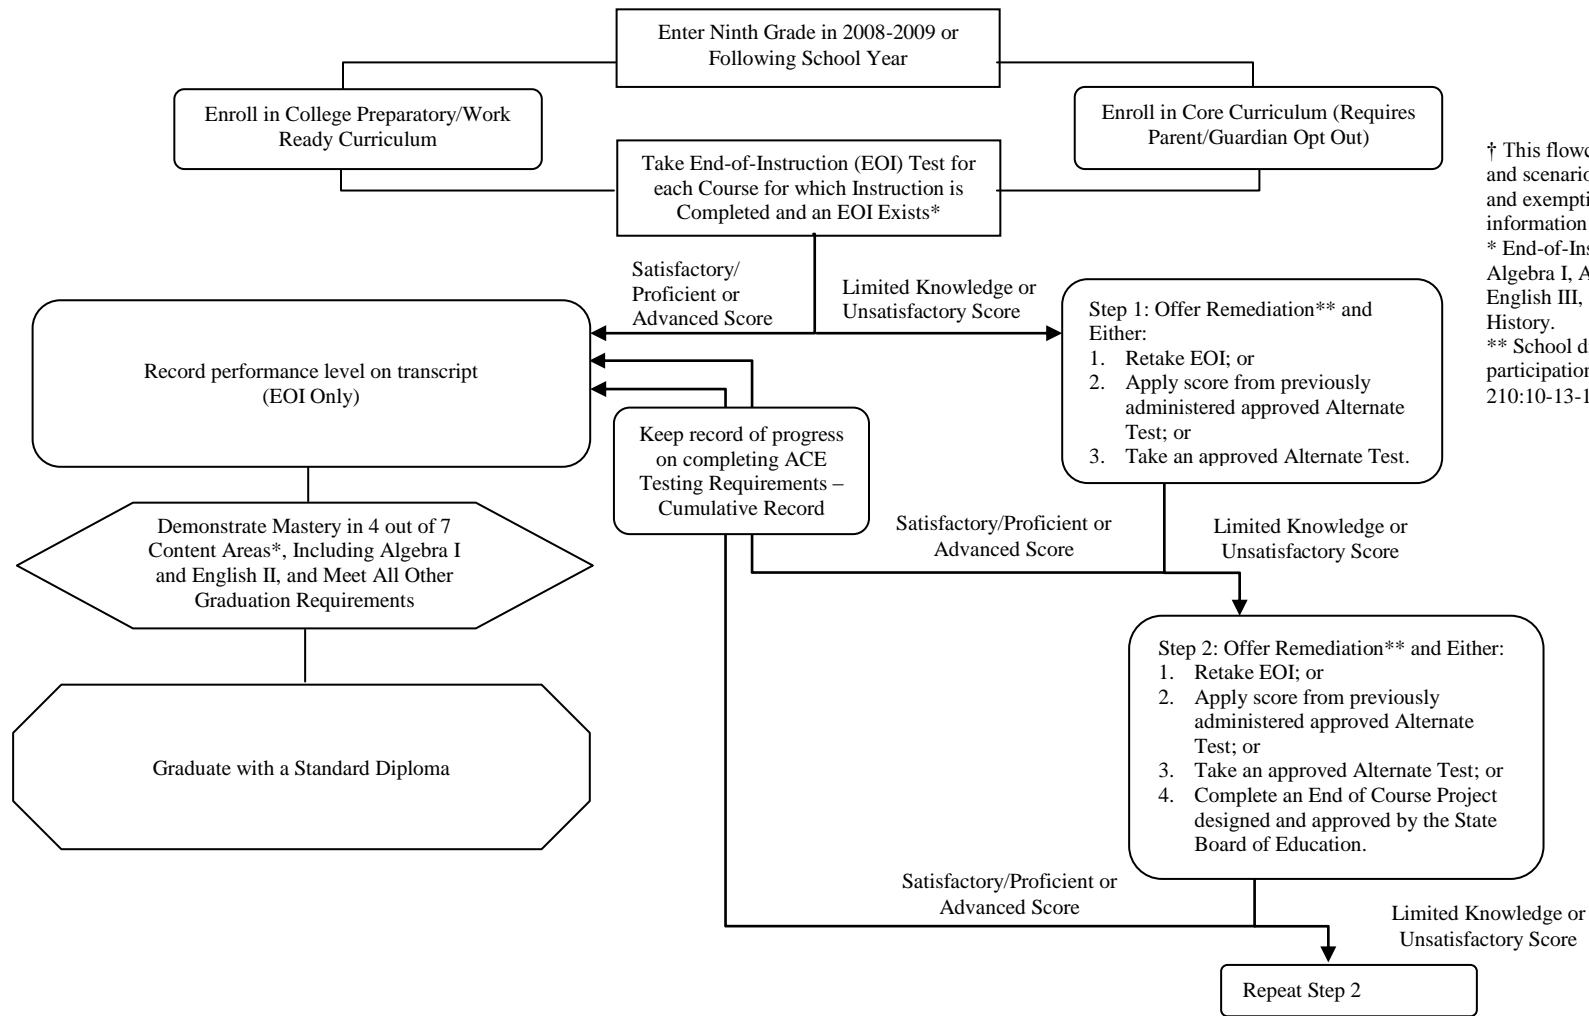 Enter Ninth Grade in 2008-2009 or
Following School Year
Enroll in College Preparatory/Work
Ready Curriculum
Enroll in Core Curriculum (Requires
Parent/Guardian Opt Out)
Take End-of-Instruction (EOI) Test for
each Course for which Instruction is
Completed and an EOI Exists*
† This flowc
and scenario
and exempti
information
* End-of-Ins
Algebra I, A
English III,
History.
** School di
participation
210:10-13-1
Satisfactory/
Proficient or
Advanced Score
Limited Knowledge or
Unsatisfactory Score
Record performance level on transcript
(EOI Only)
Step 1: Offer Remediation** and
Either:
1. Retake EOI; or
2. Apply score from previously
administered approved Alternate
Test; or
3. Take an approved Alternate Test.
Keep record of progress
on completing ACE
Testing Requirements –
Cumulative Record
Demonstrate Mastery in 4 out of 7
Content Areas*, Including Algebra I
and English II, and Meet All Other
Graduation Requirements
Satisfactory/Proficient or
Advanced Score
Limited Knowledge or
Unsatisfactory Score
Step 2: Offer Remediation** and Either:
1. Retake EOI; or
2. Apply score from previously
administered approved Alternate
Test; or
3. Take an approved Alternate Test; or
4. Complete an End of Course Project
designed and approved by the State
Board of Education.
Graduate with a Standard Diploma
Satisfactory/Proficient or
Advanced Score
Limited Knowledge or
Unsatisfactory Score
Repeat Step 2